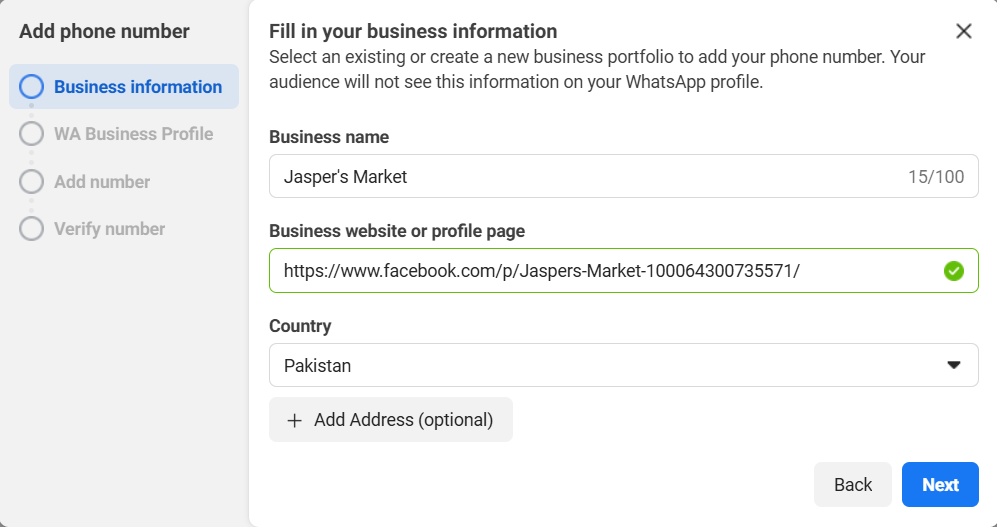 Add phone number
Business information
WA Business Profile
Add number
Verify number
Fill in your business information
Select an existing or create a new business portfolio to add your phone number. Your
audience will not see this information on your WhatsApp profile.
Business name
Jasper's Market 15/100
Business website or profile page
https://www.facebook.com/p/Jaspers-Market-100064300735571/
Country
Pakistan
+ Add Address (optional)
Back Next